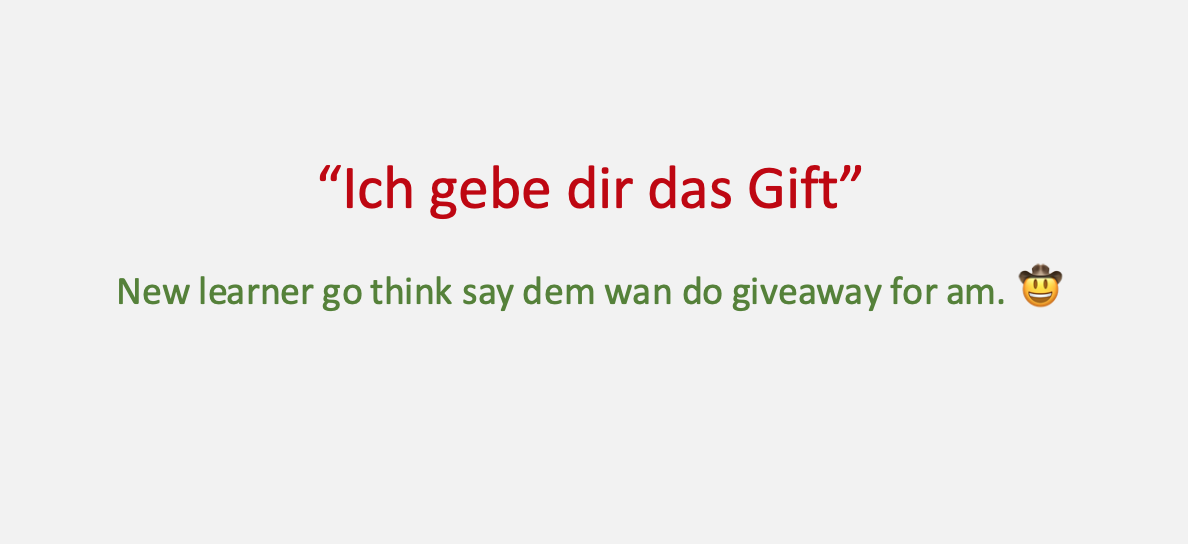 “Ich gebe dir das Gift”
New learner go think say dem wan do giveaway for am. 🤠